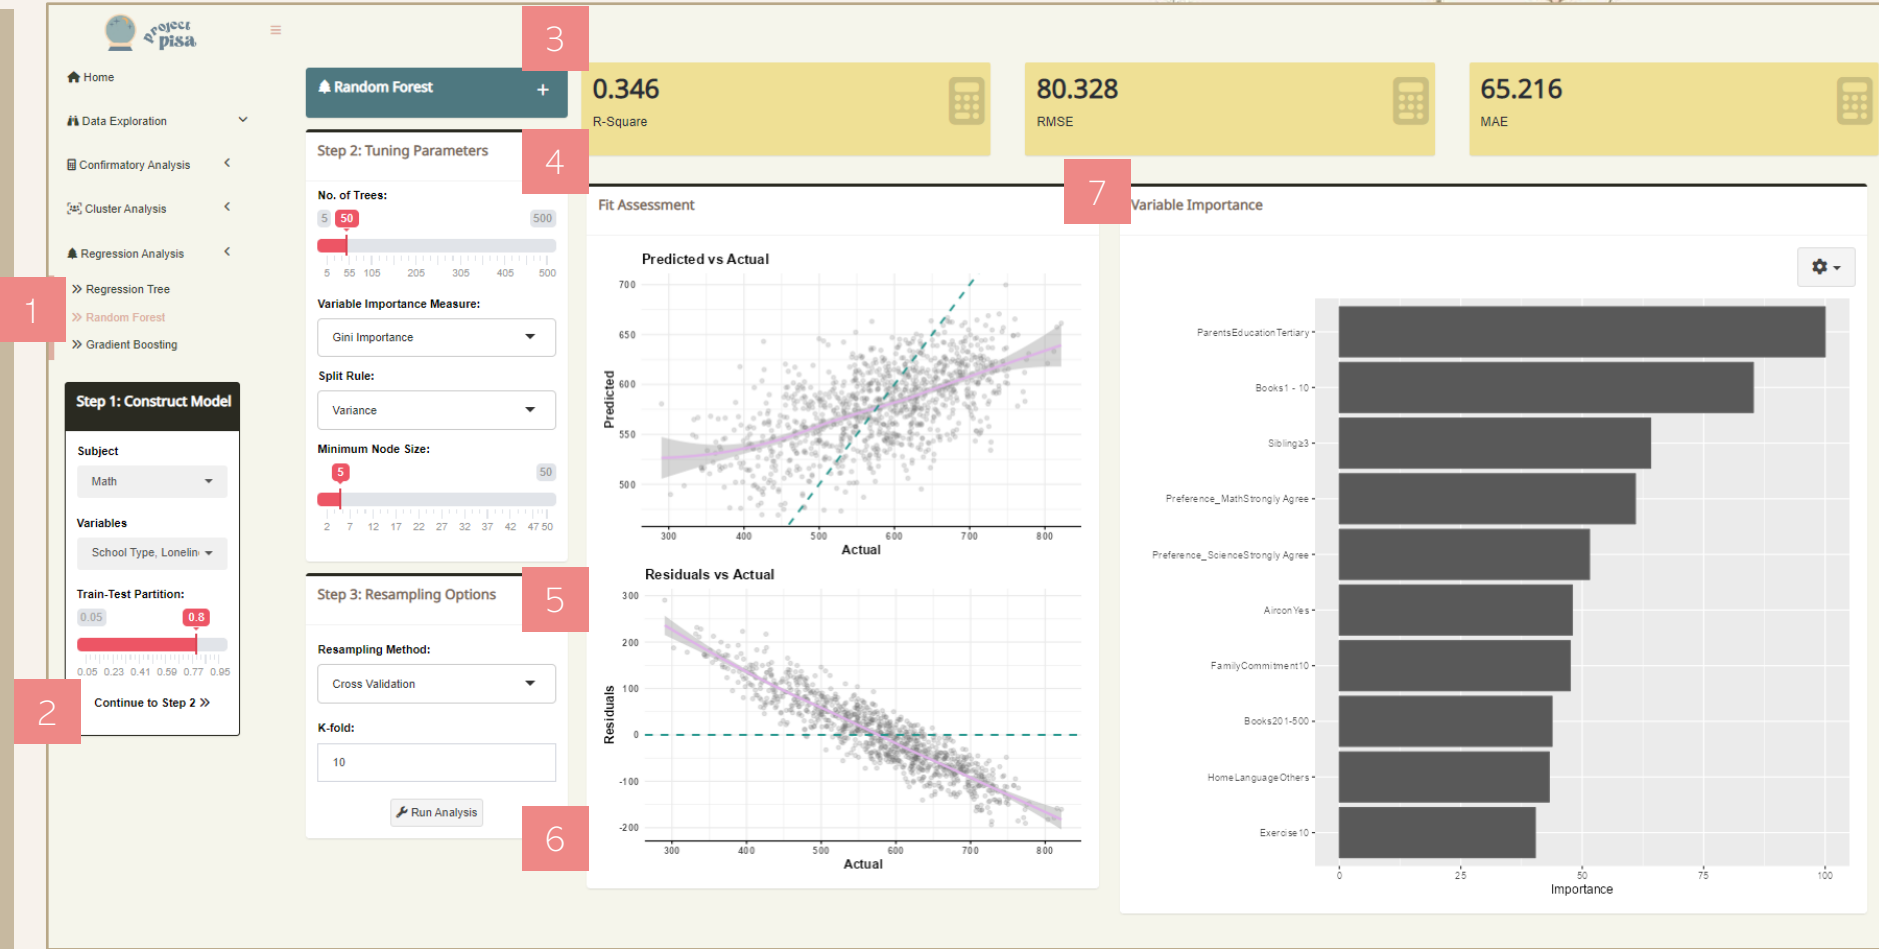 project
pisa
Home
Data Exploration
Confirmatory Analysis
Cluster Analysis
Regression Analysis
Regression Tree
Random Forest
Gradient Boosting
1
Step 1: Construct Model
Subject
Math
Variables
School Type, Lonelin
Train-Test Partition:
0.05 0.8
0.05 0.23 0.41 0.59 0.77 0.95
Continue to Step 2
2
3
Random Forest
+
4
Step 2: Tuning Parameters
No. of Trees:
5 50 500
5 55 105 205 305 405 500
Variable Importance Measure:
Gini Importance
Split Rule:
Variance
Minimum Node Size:
5 50
2 7 12 17 22 27 32 37 42 47 50
5
Step 3: Resampling Options
Resampling Method:
Cross Validation
K-fold:
10
Run Analysis
6
0.346
R-Square
80.328
RMSE
65.216
MAE
Fit Assessment
Predicted vs Actual
700
650
600
550
500
Predicted
300 400 500 600 700 800
Actual
Residuals vs Actual
300
200
100
0
-100
-200
Residuals
300 400 500 600 700 800
Actual
7
Variable Importance
ParentsEducationTertiary
Books1 - 10
Sibling≥3
Preference_MathStrongly Agree
Preference_ScienceStrongly Agree
AirconYes
FamilyCommitment10
Books201-500
HomeLanguageOthers
Exercise10
0 25 50 75 100
Importance